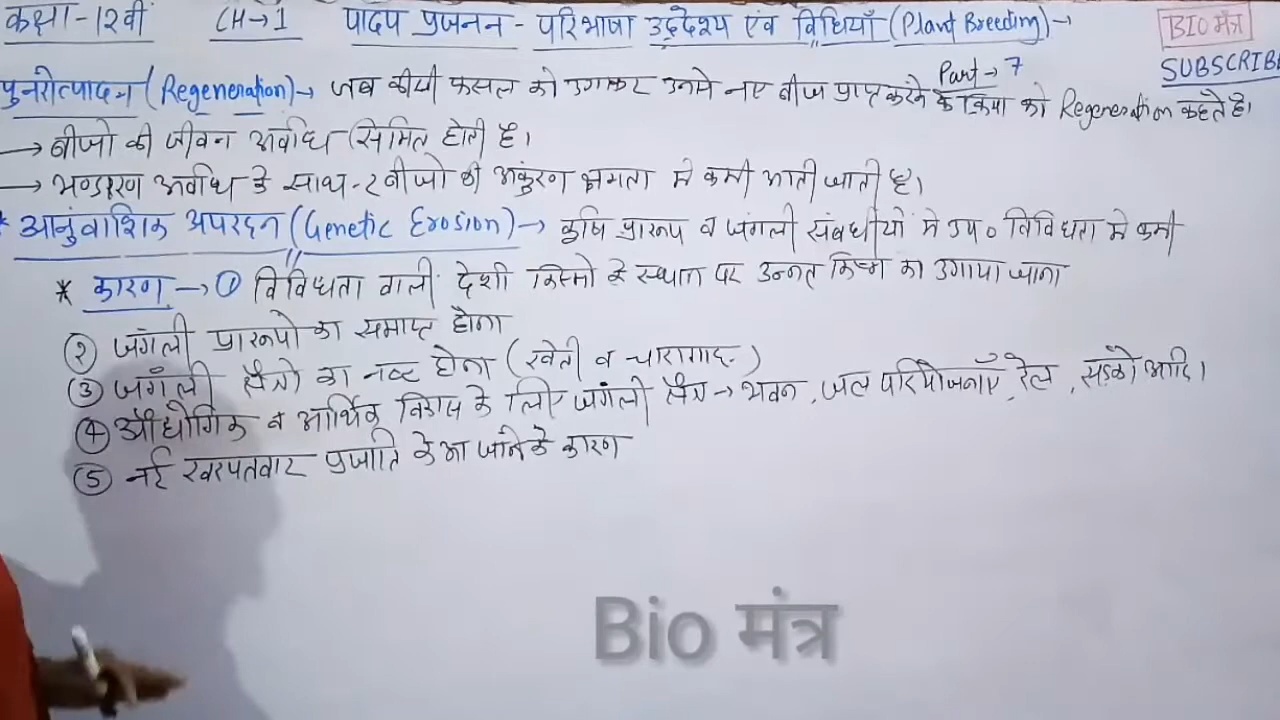 कक्षा-12वीं CH→1 पादप प्रजनन - परिभाषा उद्देश्य एवं विधियाँ (Plant Breeding)→ BIO मंत्र
Part→7 SUBSCRIBE
पुनरोत्पादन (Regeneration)→ जब कीसी फसल को उगाकर उनमे नए बीज प्राप्त करने के क्रिया को Regeneration कहते है।
→ बीजो की जीवन अवधि सिमित होती है।
→ भण्डारण अवधि के साथ-2 बीजो की अंकुरण क्षमता मे कमी आती जाती है।
* आनुंवाशिक अपरदन (Genetic Erosion)→ कृषि प्रारूप व जंगली संबधीयों मे उप० विविधता मे कमी
* कारण→ ① विविधता वाली देशी किस्मो के स्थान पर उन्नत किस्म का उगाया जाना
② जंगली प्रारूपो का समाप्त होना
③ जंगली क्षैत्रो का नष्ट होना (खेती व चारागाह)
④ औधोगिक व आर्थिक विकास के लिए जंगली क्षैत्र→ भवन, जल परियोजनाएँ, रेल, सड़को आदि।
⑤ नई खरपतवार प्रजाति के आ जाने के कारण
Bio मंत्र